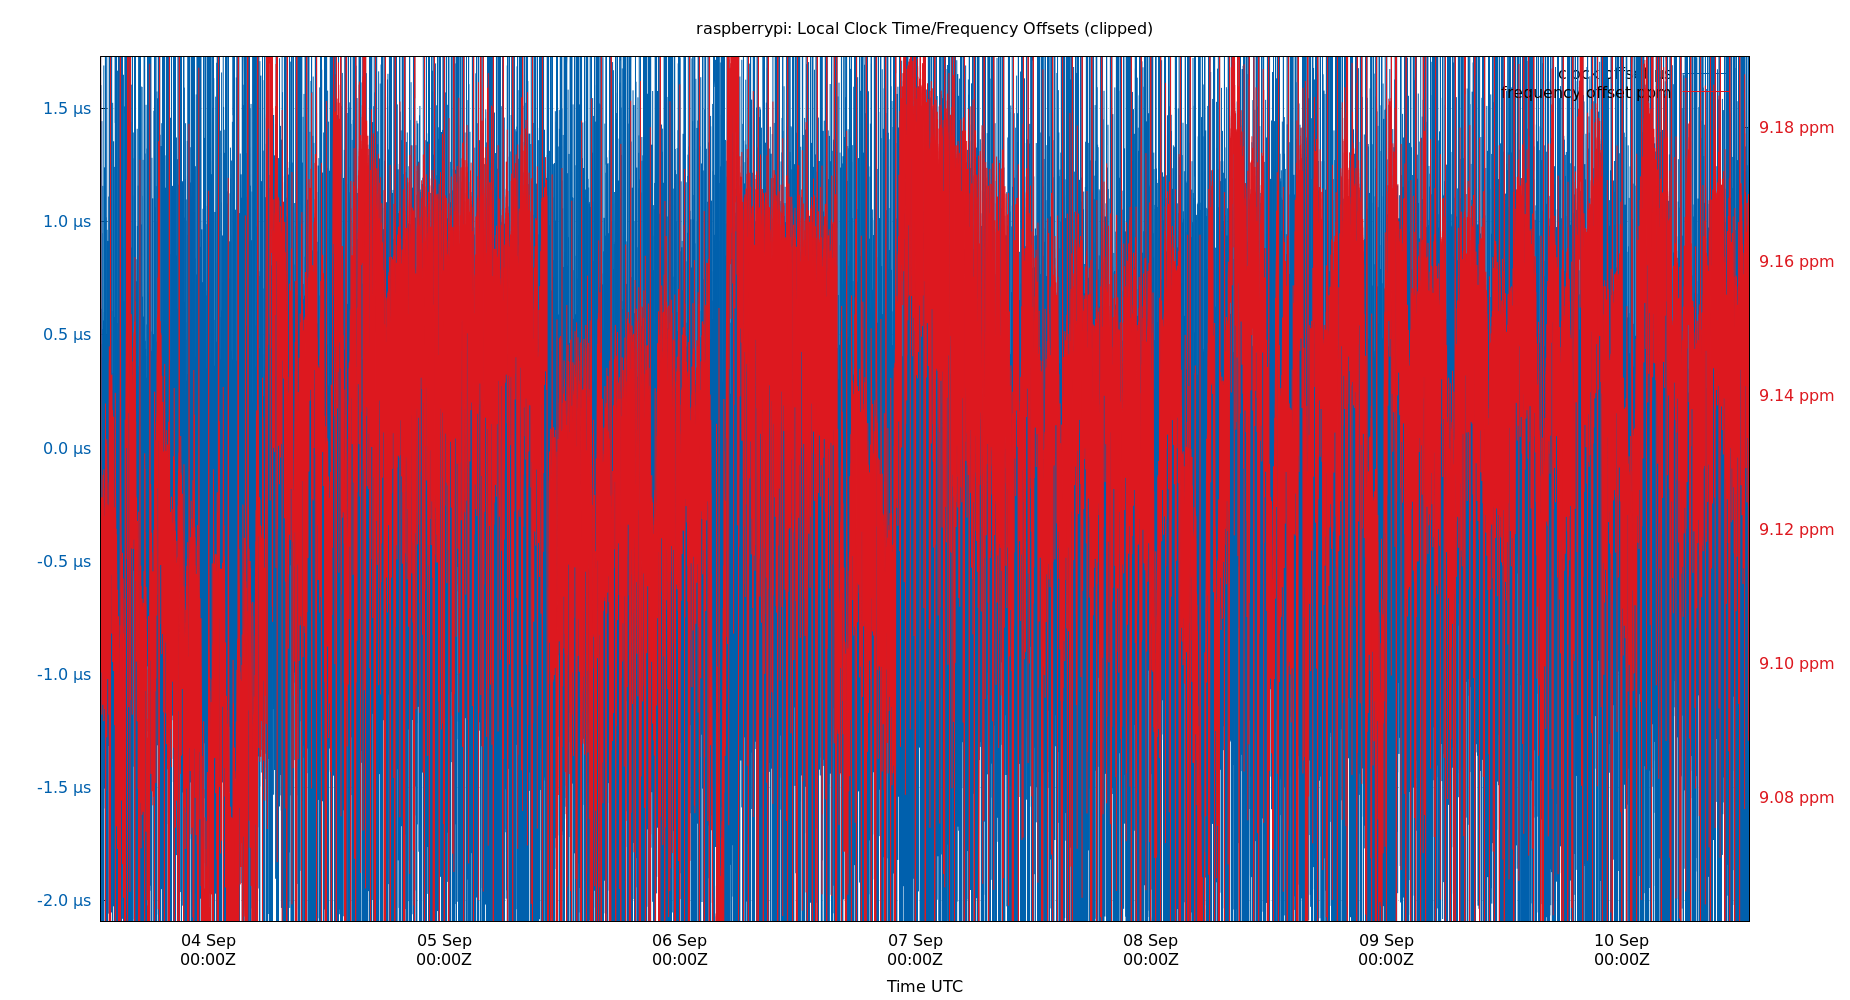 raspberrypi: Local Clock Time/Frequency Offsets (clipped)
clock offset µs
frequency offset ppm
1.5 µs
1.0 µs
0.5 µs
0.0 µs
-0.5 µs
-1.0 µs
-1.5 µs
-2.0 µs
9.18 ppm
9.16 ppm
9.14 ppm
9.12 ppm
9.10 ppm
9.08 ppm
04 Sep
00:00Z
05 Sep
00:00Z
06 Sep
00:00Z
07 Sep
00:00Z
08 Sep
00:00Z
09 Sep
00:00Z
10 Sep
00:00Z
Time UTC